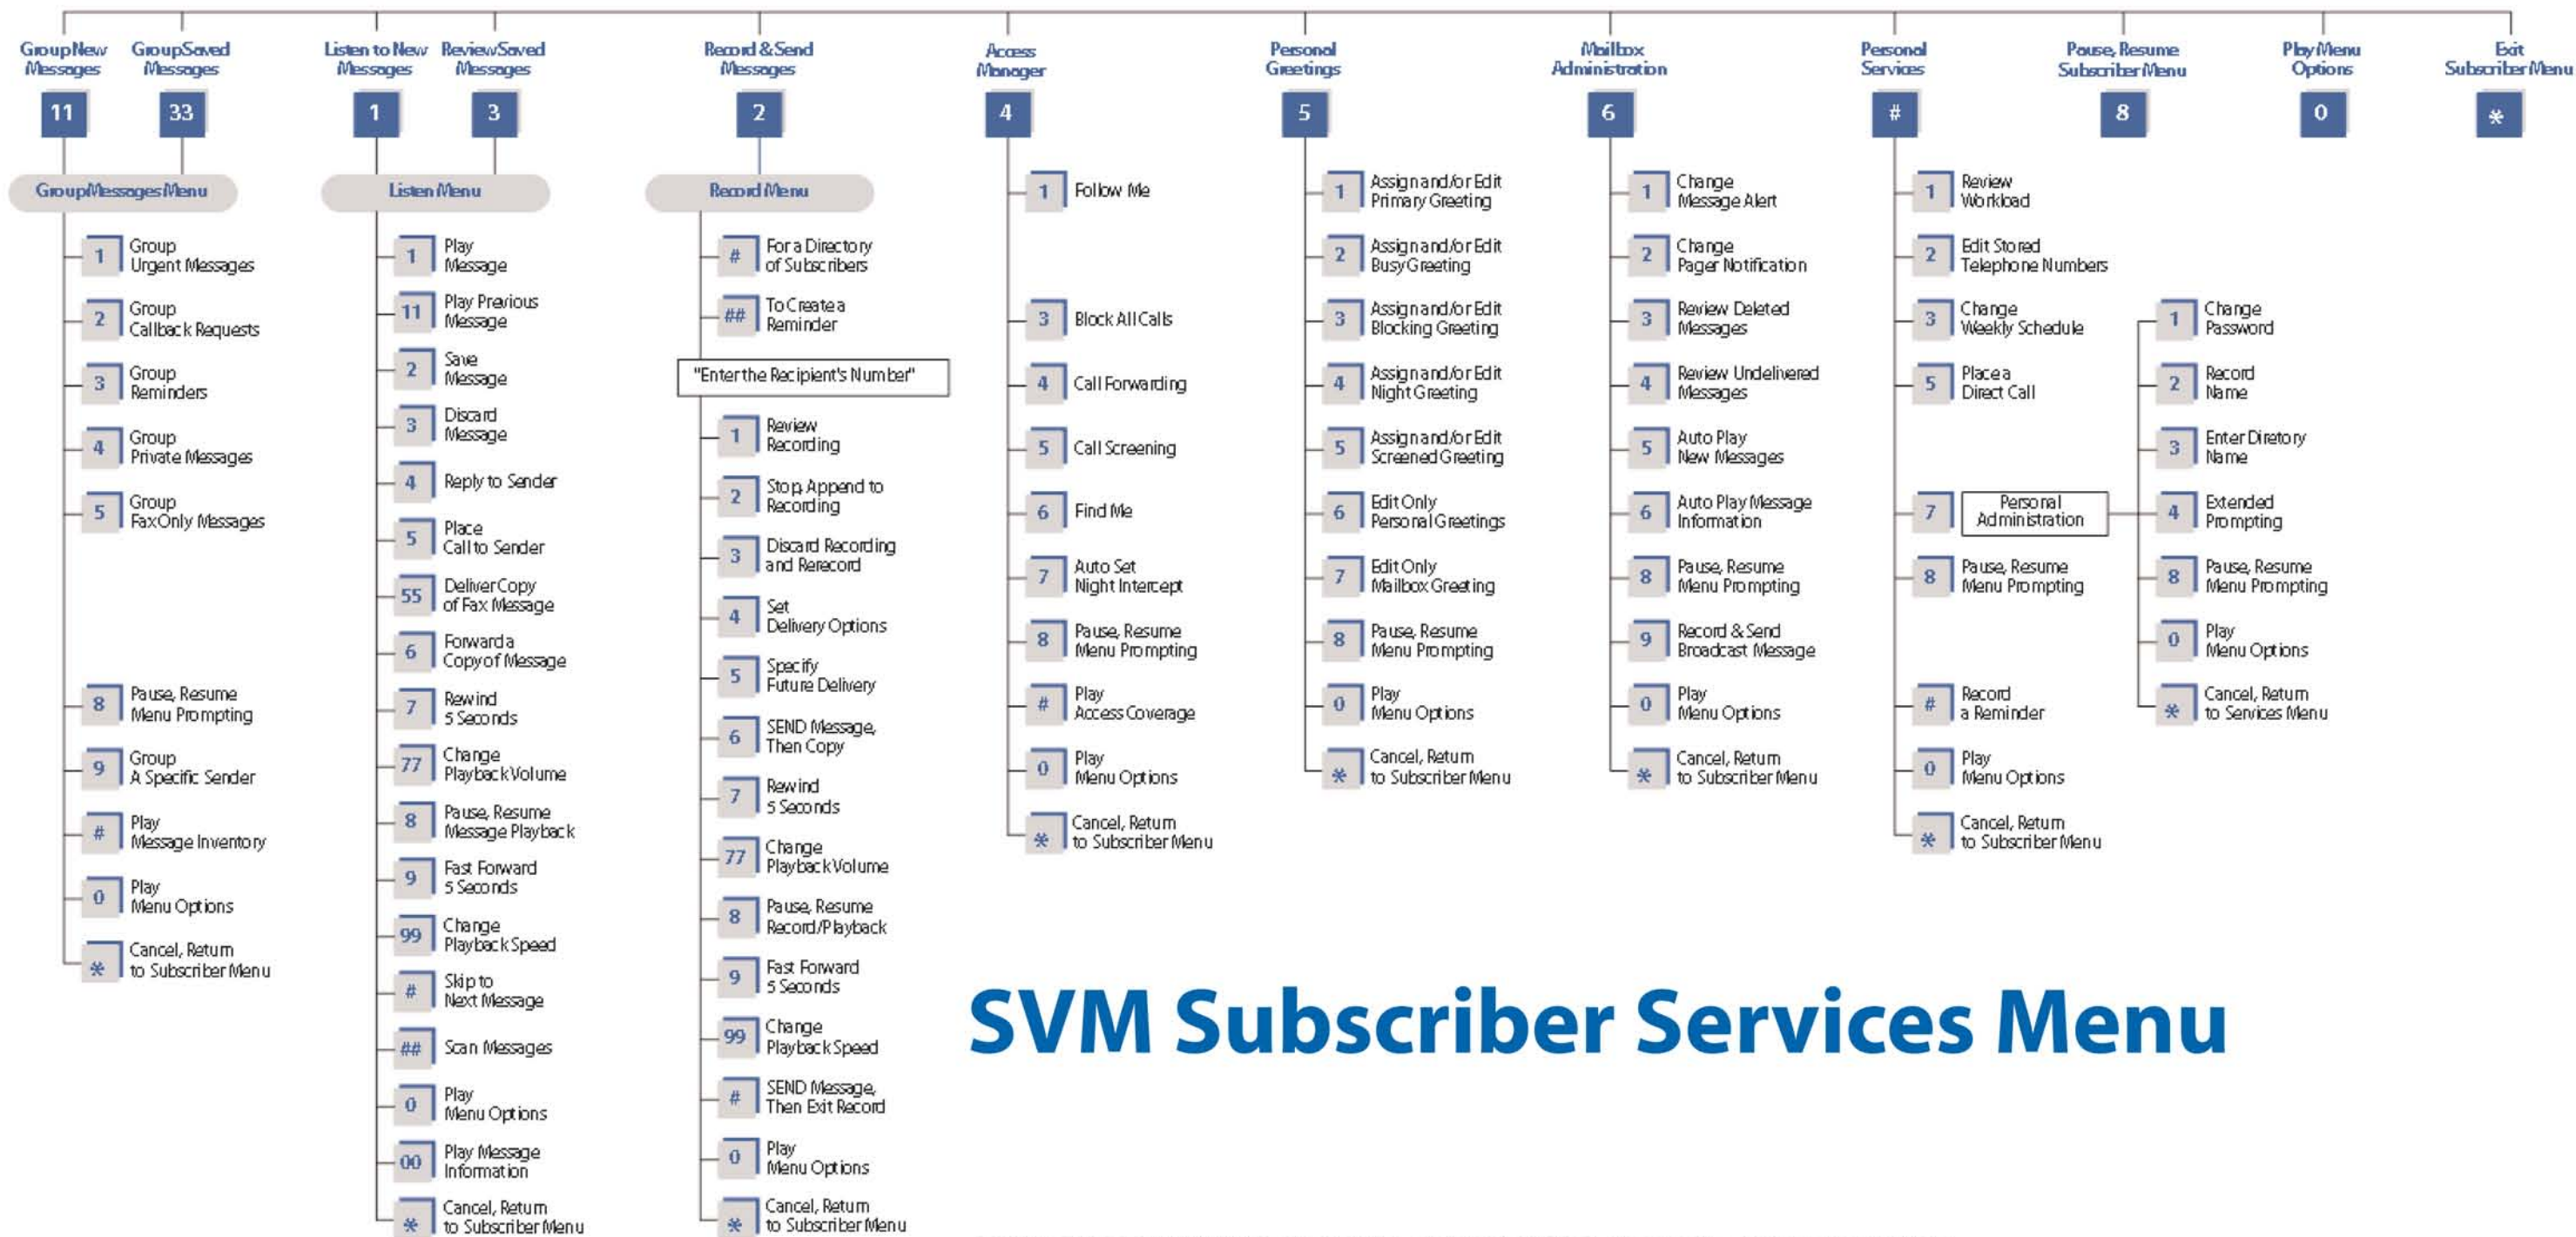 Group New
Messages
11
Group Saved
Messages
33
Group Messages Menu
1
Group
Urgent Messages
2
Group
Callback Requests
3
Group
Reminders
4
Group
Private Messages
5
Group
Fax Only Messages
8
Pause, Resume
Menu Prompting
9
Group
A Specific Sender
#
Play
Message Inventory
0
Play
Menu Options
*
Cancel, Return
to Subscriber Menu
Listen to New
Messages
1
Review Saved
Messages
3
Listen Menu
1
Play
Message
11
Play Previous
Message
2
Save
Message
3
Discard
Message
4
Reply to Sender
5
Place
Call to Sender
55
Deliver Copy
of Fax Message
6
Forward a
Copy of Message
7
Rewind
5 Seconds
77
Change
Playback Volume
8
Pause, Resume
Message Playback
9
Fast Forward
5 Seconds
99
Change
Playback Speed
#
Skip to
Next Message
##
Scan Messages
0
Play
Menu Options
00
Play Message
Information
*
Cancel, Return
to Subscriber Menu
Record & Send
Messages
2
Record Menu
#
For a Directory
of Subscribers
##
To Create a
Reminder
"Enter the Recipient's Number"
1
Review
Recording
2
Stop, Append to
Recording
3
Discard Recording
and Rerecord
4
Set
Delivery Options
5
Specify
Future Delivery
6
SEND Message,
Then Copy
7
Rewind
5 Seconds
77
Change
Playback Volume
8
Pause, Resume
Record/Playback
9
Fast Forward
5 Seconds
99
Change
Playback Speed
#
SEND Message,
Then Exit Record
0
Play
Menu Options
*
Cancel, Return
to Subscriber Menu
Access
Manager
4
1
Follow Me
3
Block All Calls
4
Call Forwarding
5
Call Screening
6
Find Me
7
Auto Set
Night Intercept
8
Pause, Resume
Menu Prompting
#
Play
Access Coverage
0
Play
Menu Options
*
Cancel, Return
to Subscriber Menu
Personal
Greetings
5
1
Assign and/or Edit
Primary Greeting
2
Assign and/or Edit
Busy Greeting
3
Assign and/or Edit
Blocking Greeting
4
Assign and/or Edit
Night Greeting
5
Assign and/or Edit
Screened Greeting
6
Edit Only
Personal Greetings
7
Edit Only
Mailbox Greeting
8
Pause, Resume
Menu Prompting
0
Play
Menu Options
*
Cancel, Return
to Subscriber Menu
Mailbox
Administration
6
1
Change
Message Alert
2
Change
Pager Notification
3
Review Deleted
Messages
4
Review Undelivered
Messages
5
Auto Play
New Messages
6
Auto Play Message
Information
8
Pause, Resume
Menu Prompting
9
Record & Send
Broadcast Message
0
Play
Menu Options
*
Cancel, Return
to Subscriber Menu
Personal
Services
#
1
Review
Workload
2
Edit Stored
Telephone Numbers
3
Change
Weekly Schedule
5
Place a
Direct Call
7
Personal
Administration
8
Pause, Resume
Menu Prompting
#
Record
a Reminder
0
Play
Menu Options
*
Cancel, Return
to Subscriber Menu
1
Change
Password
2
Record
Name
3
Enter Diretory
Name
4
Extended
Prompting
8
Pause, Resume
Menu Prompting
0
Play
Menu Options
*
Cancel, Return
to Services Menu
Pause, Resume
Subscriber Menu
8
Play Menu
Options
0
Exit
Subscriber Menu
*
SVM Subscriber Services Menu